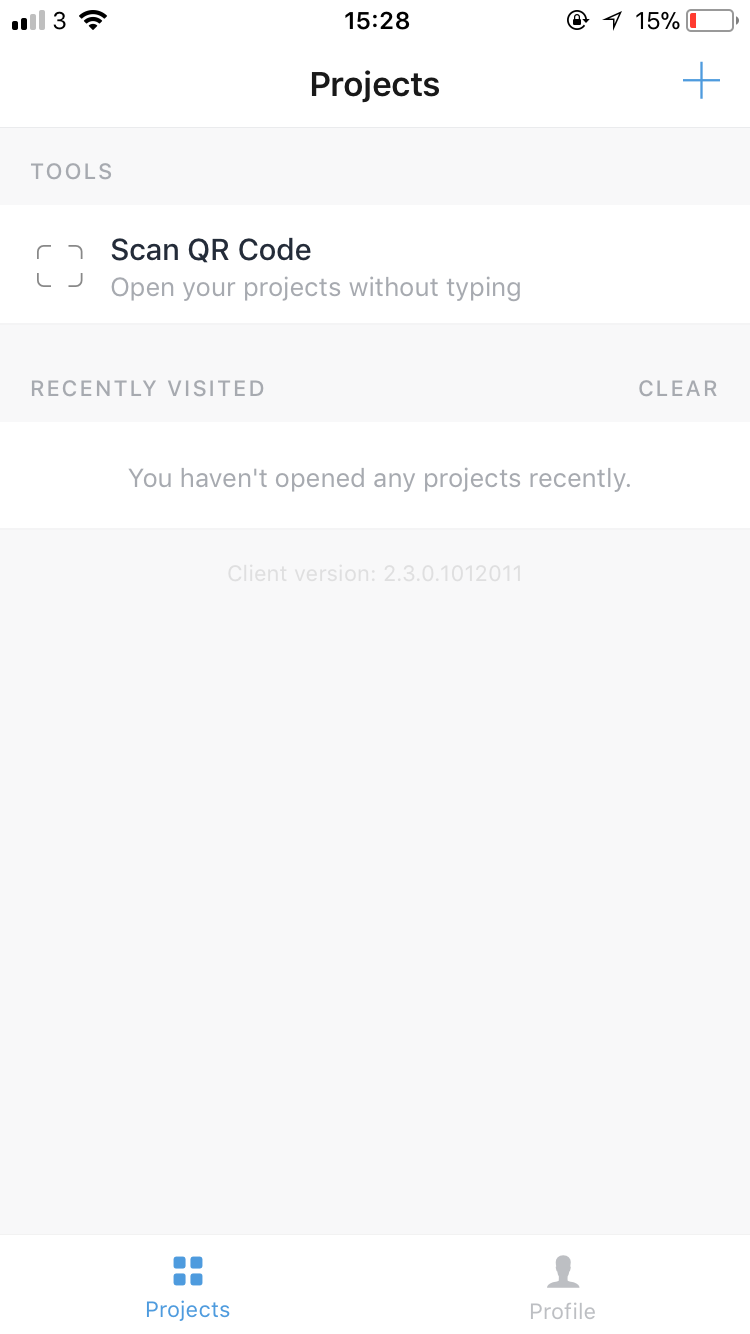 3 15:28 15%
Projects
TOOLS
Scan QR Code
Open your projects without typing
RECENTLY VISITED CLEAR
You haven't opened any projects recently.
Client version: 2.3.0.1012011
Projects Profile